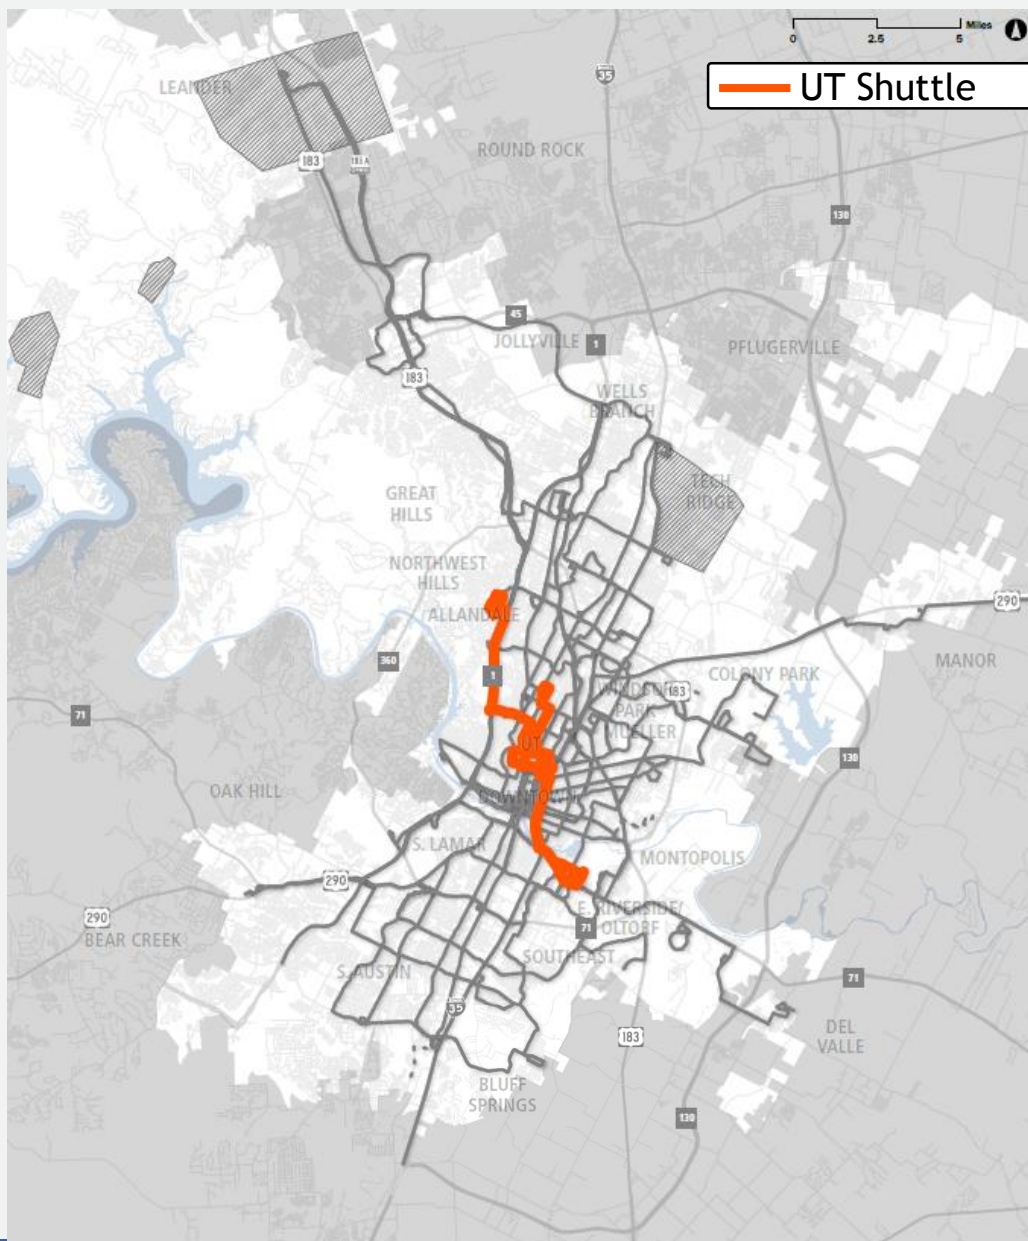 Miles
0 2.5 5
35
UT Shuttle
LEANDER
183
183A
ROUND ROCK
130
45
JOLLYVILLE
1
PFLUGERVILLE
183
WELLS
BRANCH
TECH
RIDGE
GREAT
HILLS
NORTHWEST
HILLS
ALLANDALE
290
360
1
COLONY PARK
MANOR
WINDSOR
PARK
183
71
MUELLER
UT
130
OAK HILL
DOWNTOWN
S. LAMAR
MONTOPOLIS
290
290
E. RIVERSIDE/
OLTORF
71
BEAR CREEK
SOUTHEAST
S. AUSTIN
71
35
183
DEL
VALLE
BLUFF
SPRINGS
130